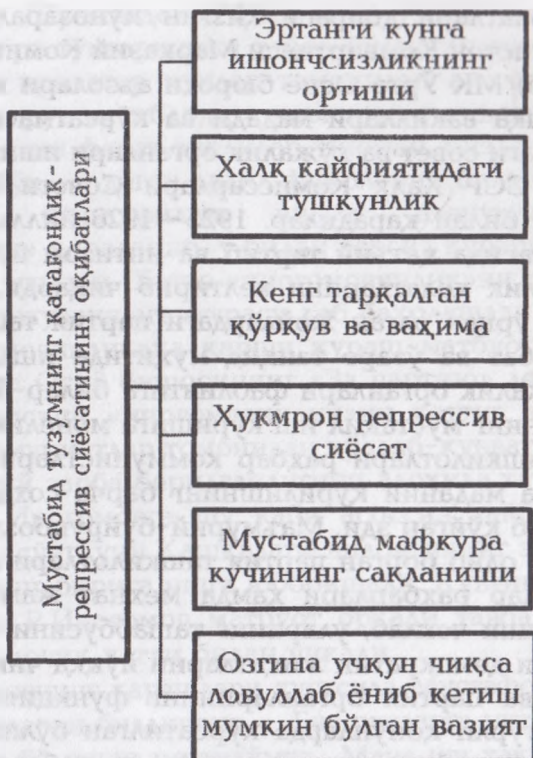 Мустабид тузумнинг қатағонлик –
репрессив сиёсатининг оқибатлари
Эртанги кунга
ишончсизликнинг
ортиши
Халқ кайфиятидаги
тушкунлик
Кенг тарқалган
қўрқув ва ваҳима
Ҳукмрон репрессив
сиёсат
Мустабид мафкура
кучининг сақланиши
Озгина учқун чиқса
ловуллаб ёниб кетиш
мумкин бўлган вазият